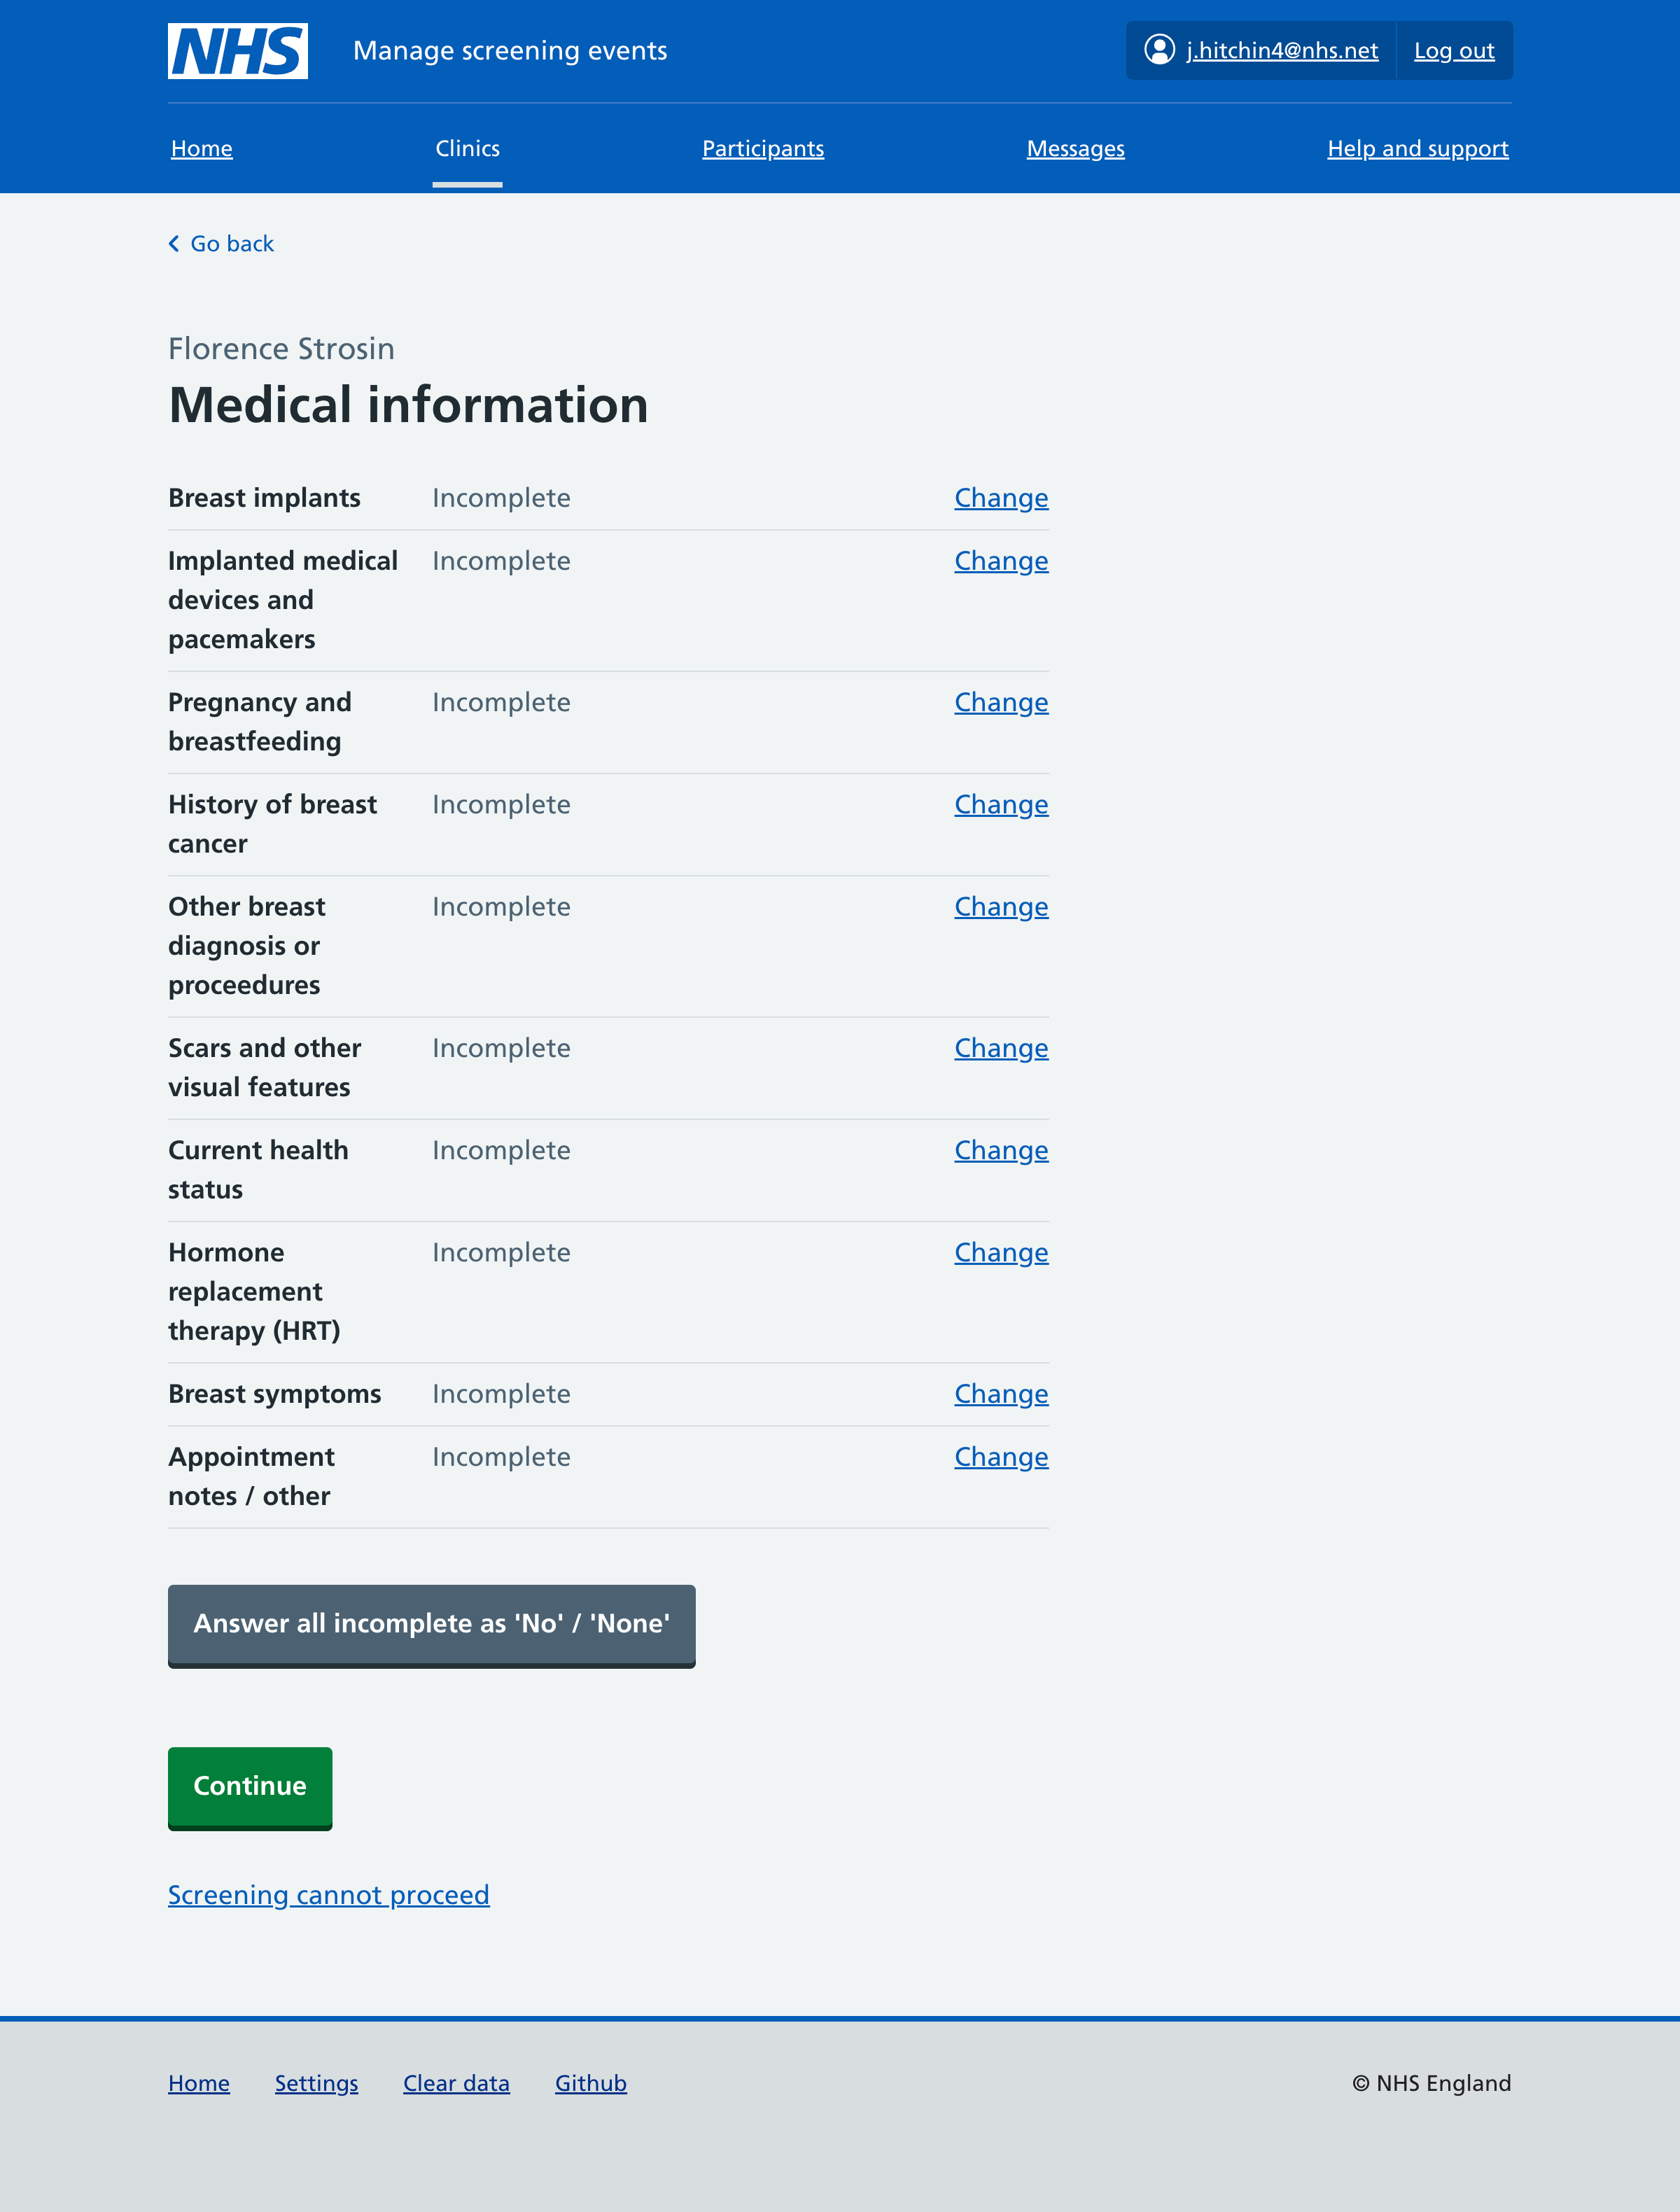 NHS Manage screening events j.hitchin4@nhs.net Log out
Home Clinics Participants Messages Help and support
Go back
Florence Strosin
Medical information
Breast implants Incomplete Change
Implanted medical Incomplete Change
devices and
pacemakers
Pregnancy and Incomplete Change
breastfeeding
History of breast Incomplete Change
cancer
Other breast Incomplete Change
diagnosis or
proceedures
Scars and other Incomplete Change
visual features
Current health Incomplete Change
status
Hormone Incomplete Change
replacement
therapy (HRT)
Breast symptoms Incomplete Change
Appointment Incomplete Change
notes / other
Answer all incomplete as 'No' / 'None'
Continue
Screening cannot proceed
Home Settings Clear data Github © NHS England